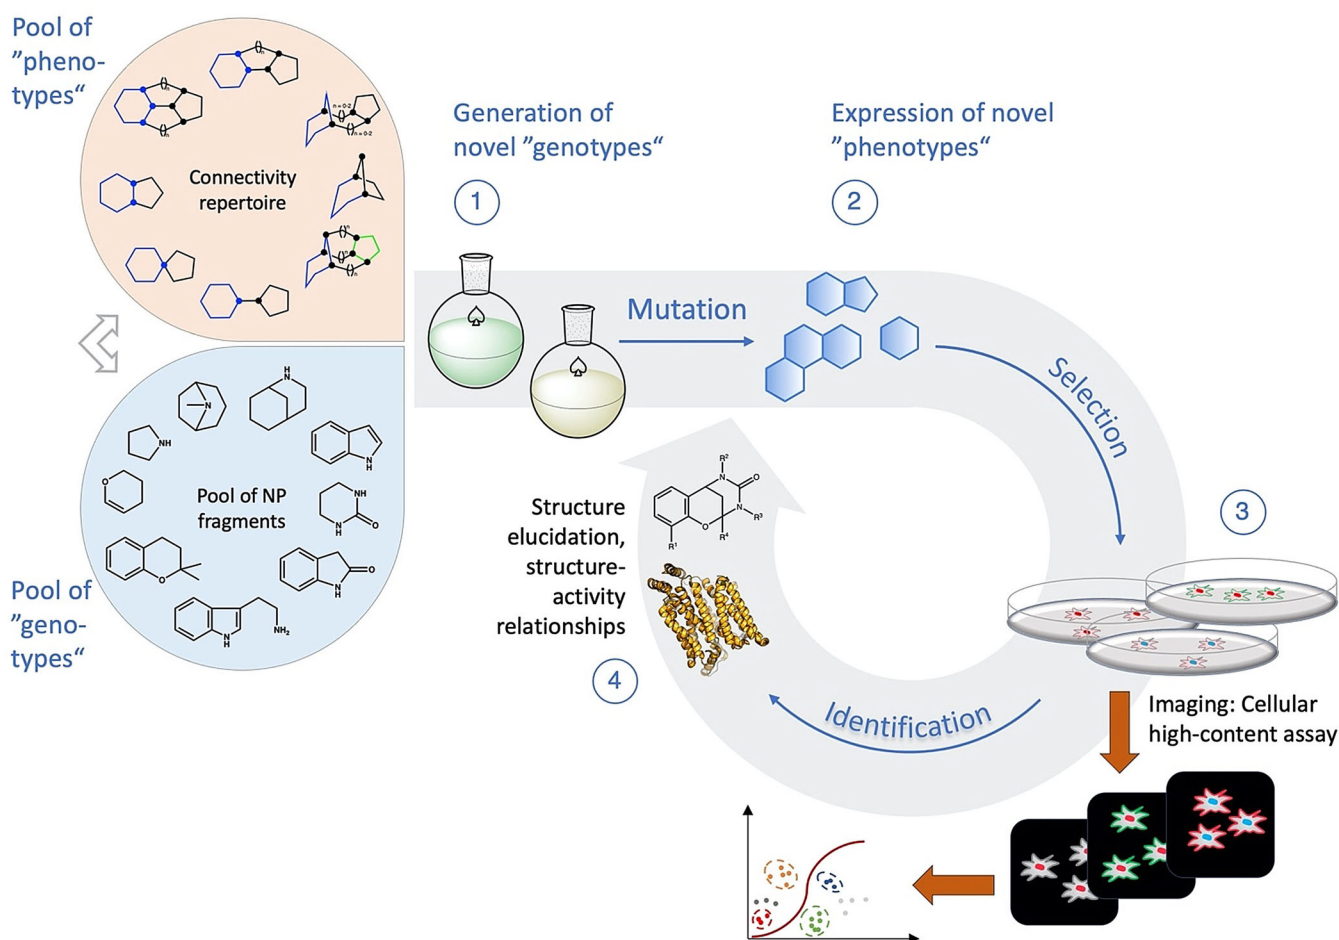 Pool of
”pheno-
types“
( )n
( )n
( )n
n = 0-2
( )
( )n = 0-2
Connectivity
repertoire
( )n
( )n
( )n
Generation of
novel ”genotypes“
1
Expression of novel
”phenotypes“
2
Mutation
Selection
H
N
N
NH
N
H
O
Pool of NP
fragments
H
N
N
H
O
O
O
N
H
N
H
NH2
Pool of
”geno-
types“
Structure
elucidation,
structure-
activity
relationships
4
R2
N
O
N
R3
O
R4
R1
3
Identification
Imaging: Cellular
high-content assay